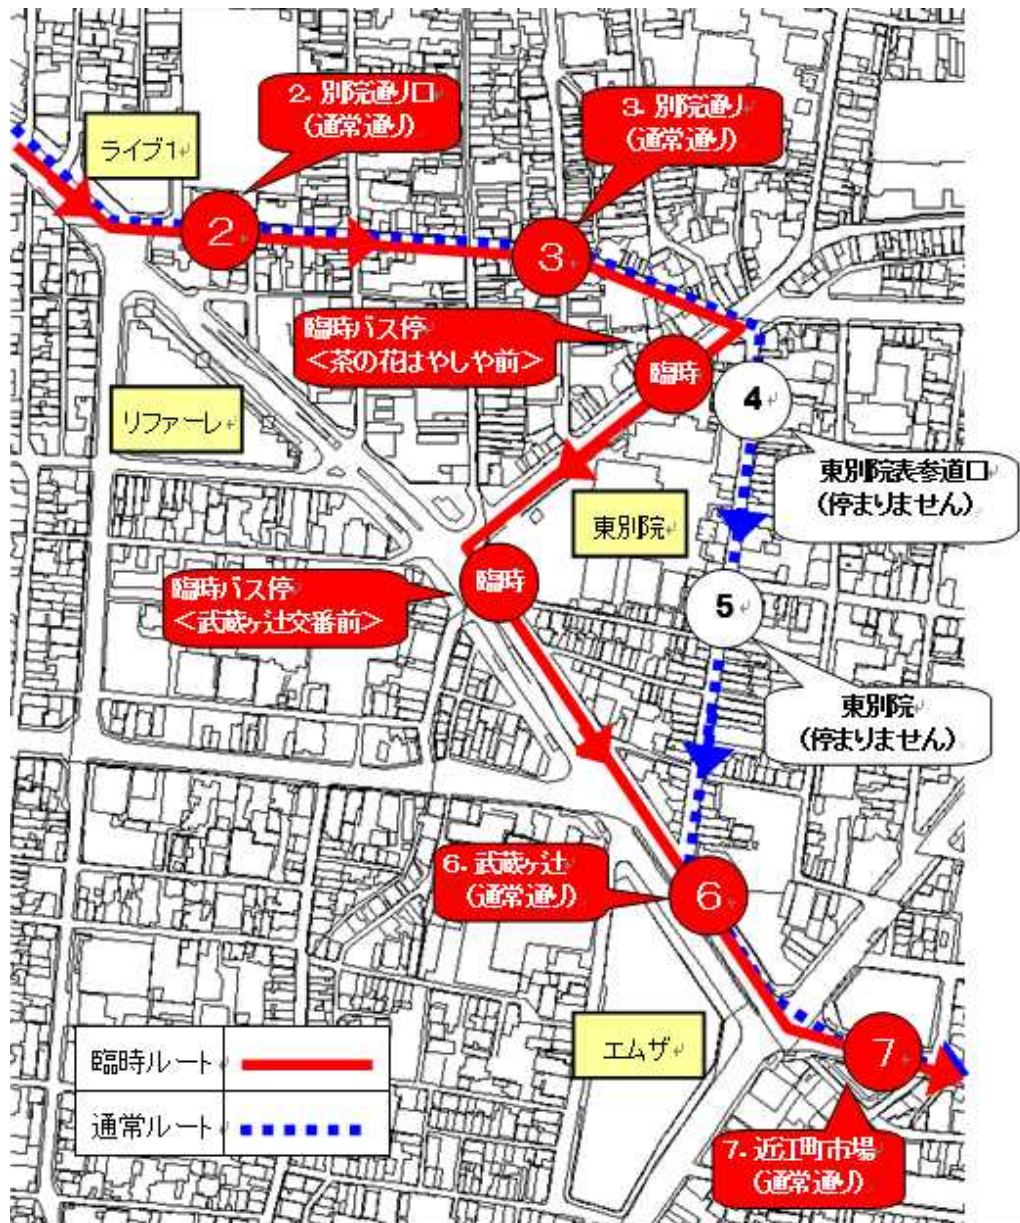 2. 別院通り口
(通常通り)
3. 別院通り
(通常通り)
ライブ1
2
3
臨時バス停
<茶の花はやしや前>
臨時
4
リファーレ
東別院表参道口
(停まりません)
東別院
臨時バス停
<武蔵ヶ辻交番前>
臨時
5
東別院
(停まりません)
6. 武蔵ヶ辻
(通常通り)
6
エムザ
7
臨時ルート
通常ルート
7. 近江町市場
(通常通り)